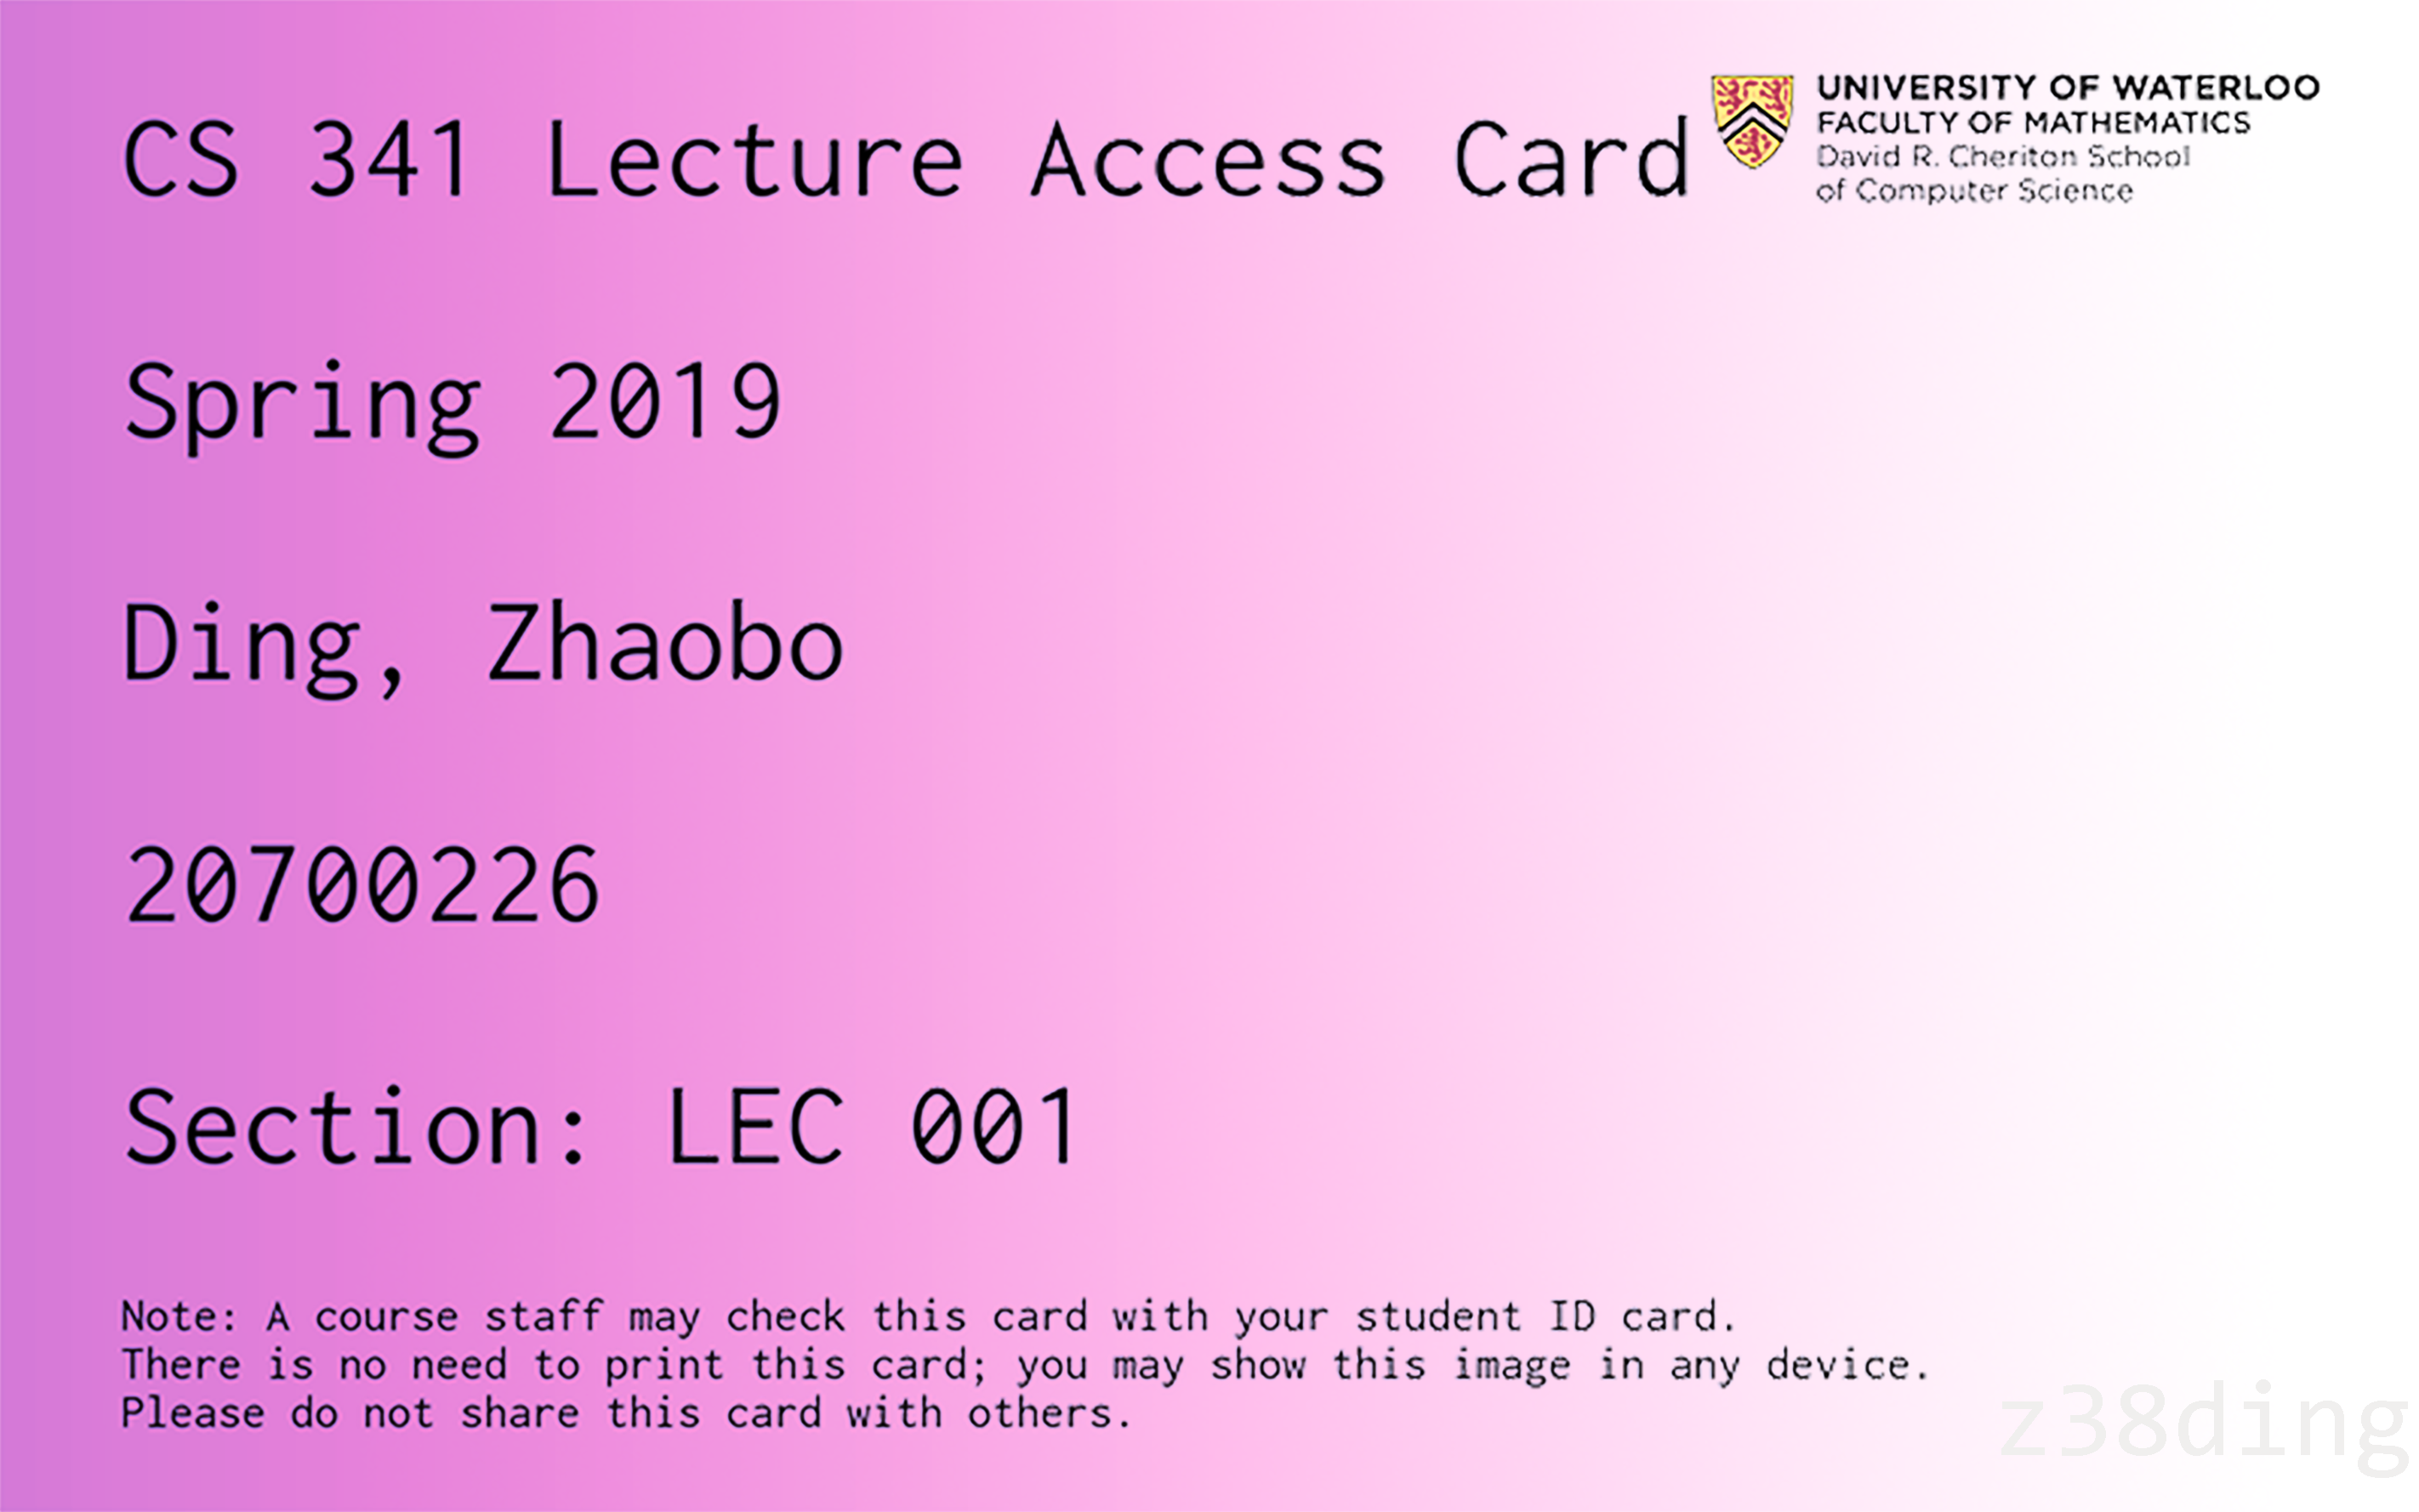 CS 341 Lecture Access Card
UNIVERSITY OF WATERLOO
FACULTY OF MATHEMATICS
David R. Cheriton School
of Computer Science
Spring 2019
Ding, Zhaobo
20700226
Section: LEC 001
Note: A course staff may check this card with your student ID card.
There is no need to print this card; you may show this image in any device.
Please do not share this card with others.
z38ding